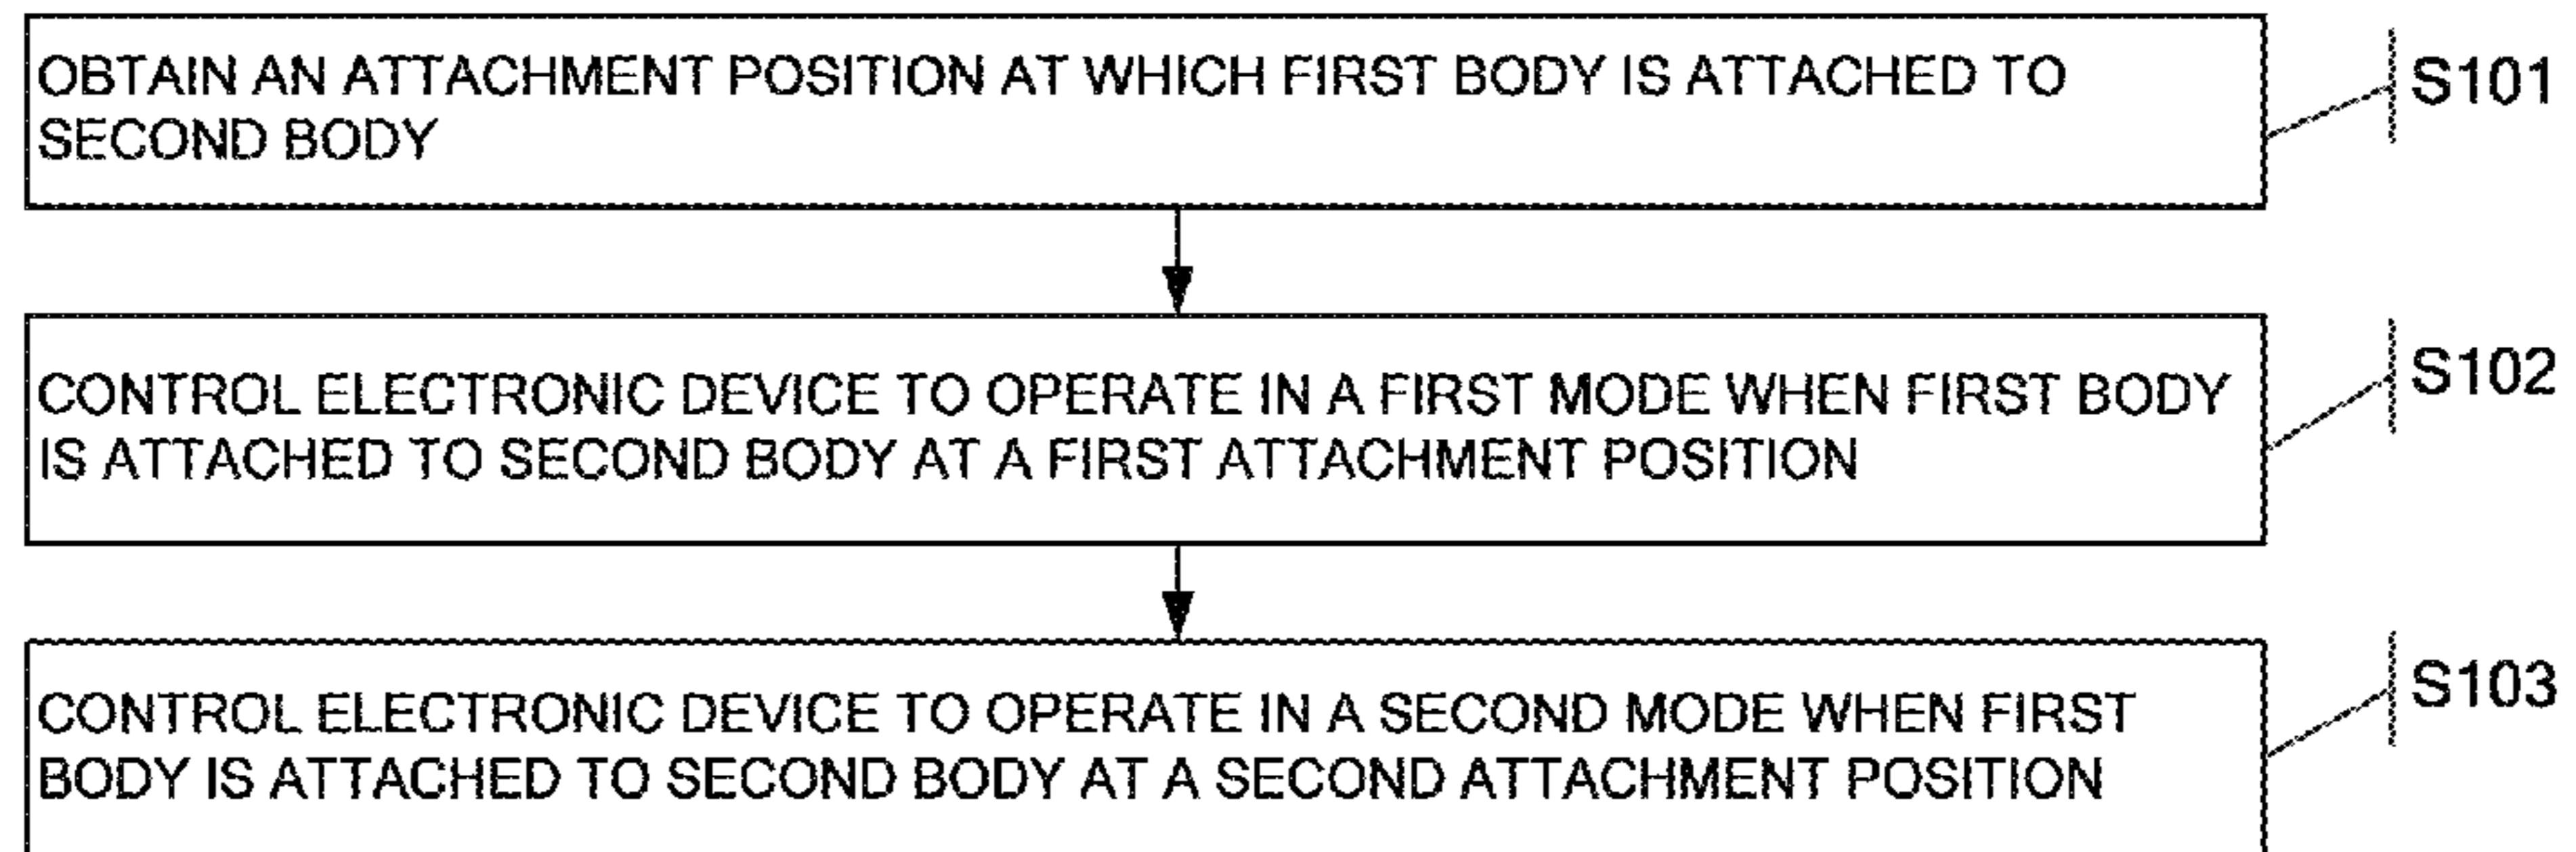 OBTAIN AN ATTACHMENT POSITION AT WHICH FIRST BODY IS ATTACHED TO
SECOND BODY
S101
CONTROL ELECTRONIC DEVICE TO OPERATE IN A FIRST MODE WHEN FIRST BODY
IS ATTACHED TO SECOND BODY AT A FIRST ATTACHMENT POSITION
S102
CONTROL ELECTRONIC DEVICE TO OPERATE IN A SECOND MODE WHEN FIRST
BODY IS ATTACHED TO SECOND BODY AT A SECOND ATTACHMENT POSITION
S103